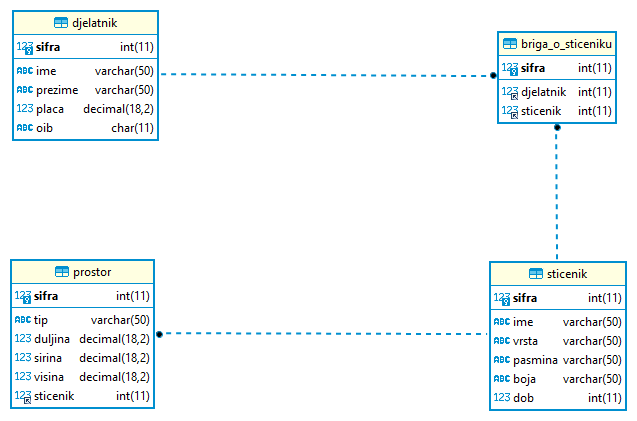 djelatnik
123 sifra int(11)
ABC ime varchar(50)
ABC prezime varchar(50)
123 placa decimal(18,2)
ABC oib char(11)
briga_o_sticeniku
123 sifra int(11)
123 djelatnik int(11)
123 sticenik int(11)
prostor
123 sifra int(11)
ABC tip varchar(50)
123 duljina decimal(18,2)
123 sirina decimal(18,2)
123 visina decimal(18,2)
123 sticenik int(11)
sticenik
123 sifra int(11)
ABC ime varchar(50)
ABC vrsta varchar(50)
ABC pasmina varchar(50)
ABC boja varchar(50)
123 dob int(11)